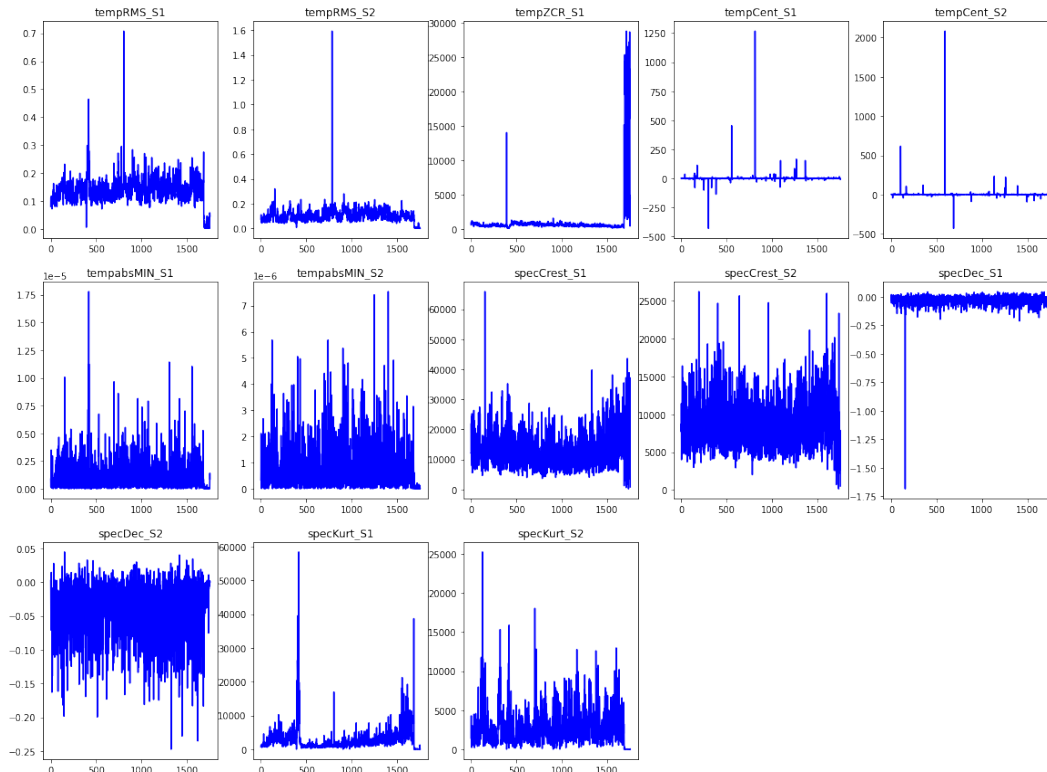 tempRMS_S1 tempRMS_S2 tempZCR_S1 tempCent_S1 tempCent_S2
0.7 1.6 30000 1250 2000
0.6 1.4 25000 1000 1500
0.5 1.2 20000 750 1000
0.4 1.0 15000 500 500
0.3 0.8 10000 250 0
0.2 0.6 5000 0 −500
0.1 0.4 0 −250
0.0 0.2 −500
0.0
0 500 1000 1500 0 500 1000 1500 0 500 1000 1500 0 500 1000 1500 0 500 1000 1500
tempabsMIN_S1 tempabsMIN_S2 specCrest_S1 specCrest_S2 specDec_S1
1e−5 1e−6
1.75 7 60000 25000 0.00
1.50 6 50000 20000 −0.25
1.25 5 40000 15000 −0.50
1.00 4 30000 10000 −0.75
0.75 3 20000 5000 −1.00
0.50 2 10000 0 −1.25
0.25 1 0 −1.50
0.00 0 −1.75
0 500 1000 1500 0 500 1000 1500 0 500 1000 1500 0 500 1000 1500 0 500 1000 1500
specDec_S2 specKurt_S1 specKurt_S2
0.05 60000 25000
0.00 50000 20000
−0.05 40000 15000
−0.10 30000 10000
−0.15 20000 5000
−0.20 10000 0
−0.25 0
0 500 1000 1500 0 500 1000 1500 0 500 1000 1500